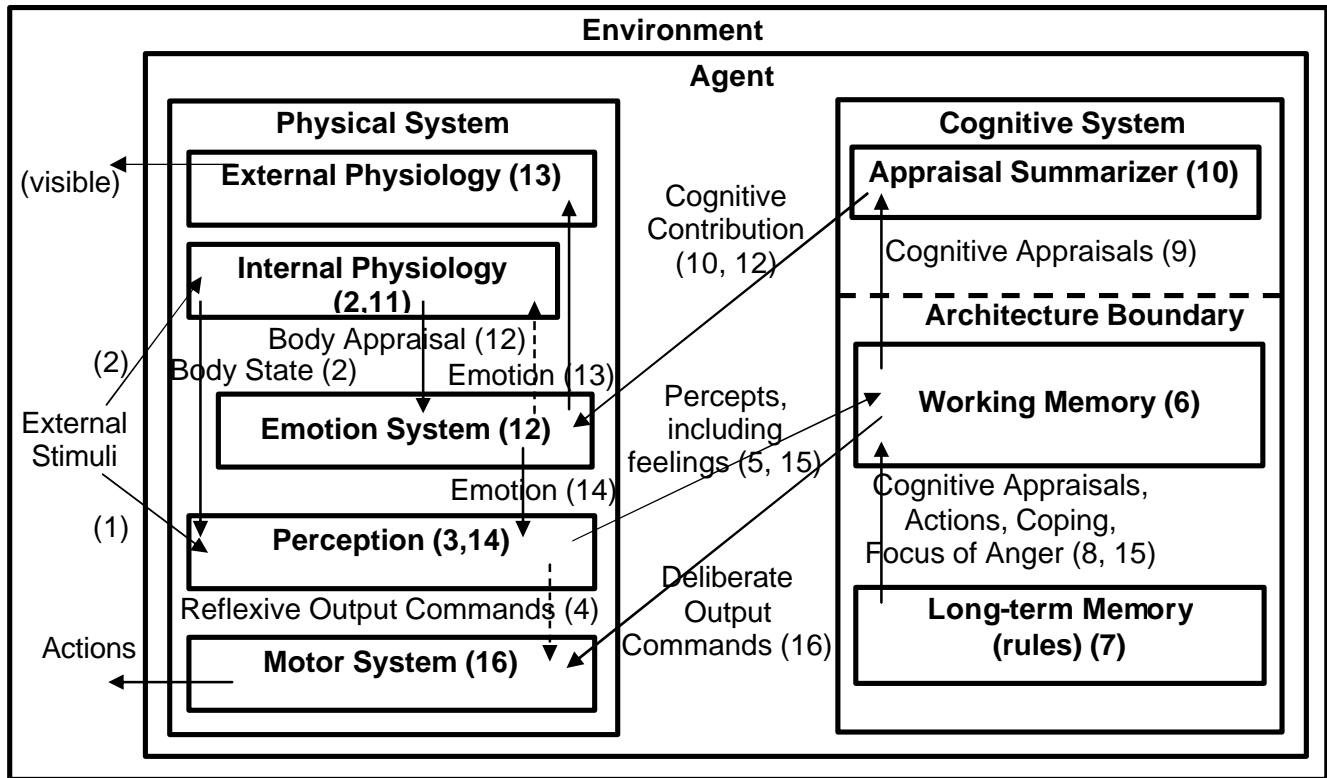 Environment
Agent
Physical System
External Physiology (13)
(visible)
Internal Physiology
(2,11)
Body Appraisal (12)
Body State (2)
Emotion (13)
(2)
External
Stimuli
(1)
Emotion System (12)
Emotion (14)
Perception (3,14)
Reflexive Output Commands (4)
Actions
Motor System (16)
Cognitive
Contribution
(10, 12)
Percepts,
including
feelings (5, 15)
Deliberate
Output
Commands (16)
Cognitive System
Appraisal Summarizer (10)
Cognitive Appraisals (9)
Architecture Boundary
Working Memory (6)
Cognitive Appraisals,
Actions, Coping,
Focus of Anger (8, 15)
Long-term Memory
(rules) (7)